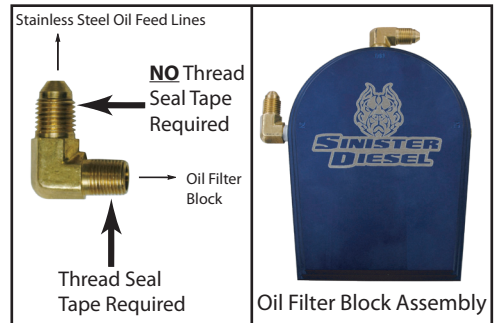 Stainless Steel Oil Feed Lines
NO Thread
Seal Tape
Required
Oil Filter
Block
Thread Seal
Tape Required
SINISTER
DIESEL
Oil Filter Block Assembly